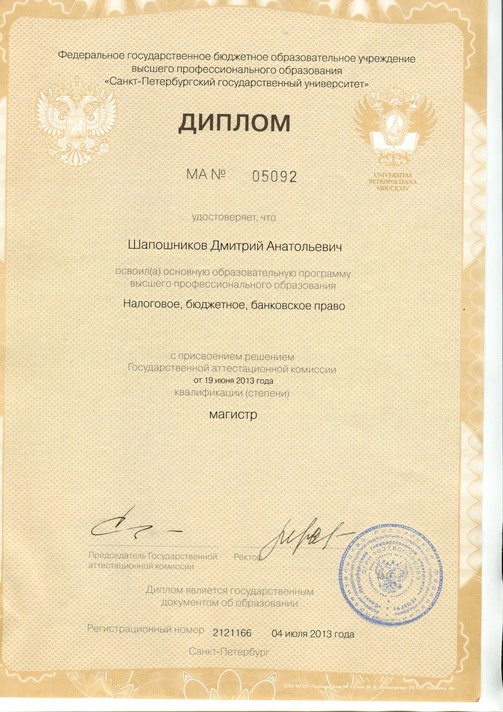 Федеральное государственное бюджетное образовательное учреждение
высшего профессионального образования
«Санкт-Петербургский государственный университет»
ДИПЛОМ
UNIVERSITAS
PETROPOLITANA
MDCCXXIV
МА № 05092
удостоверяет, что
Шапошников Дмитрий Анатольевич
освоил(а) основную образовательную программу
высшего профессионального образования
Налоговое, бюджетное, банковское право
с присвоением решением
Государственной аттестационной комиссии
от 19 июня 2013 года
квалификации (степени)
магистр
Председатель Государственной
аттестационной комиссии
Ректор
Диплом является государственным
документом об образовании
Регистрационный номер 2121166 04 июля 2013 года
Санкт-Петербург